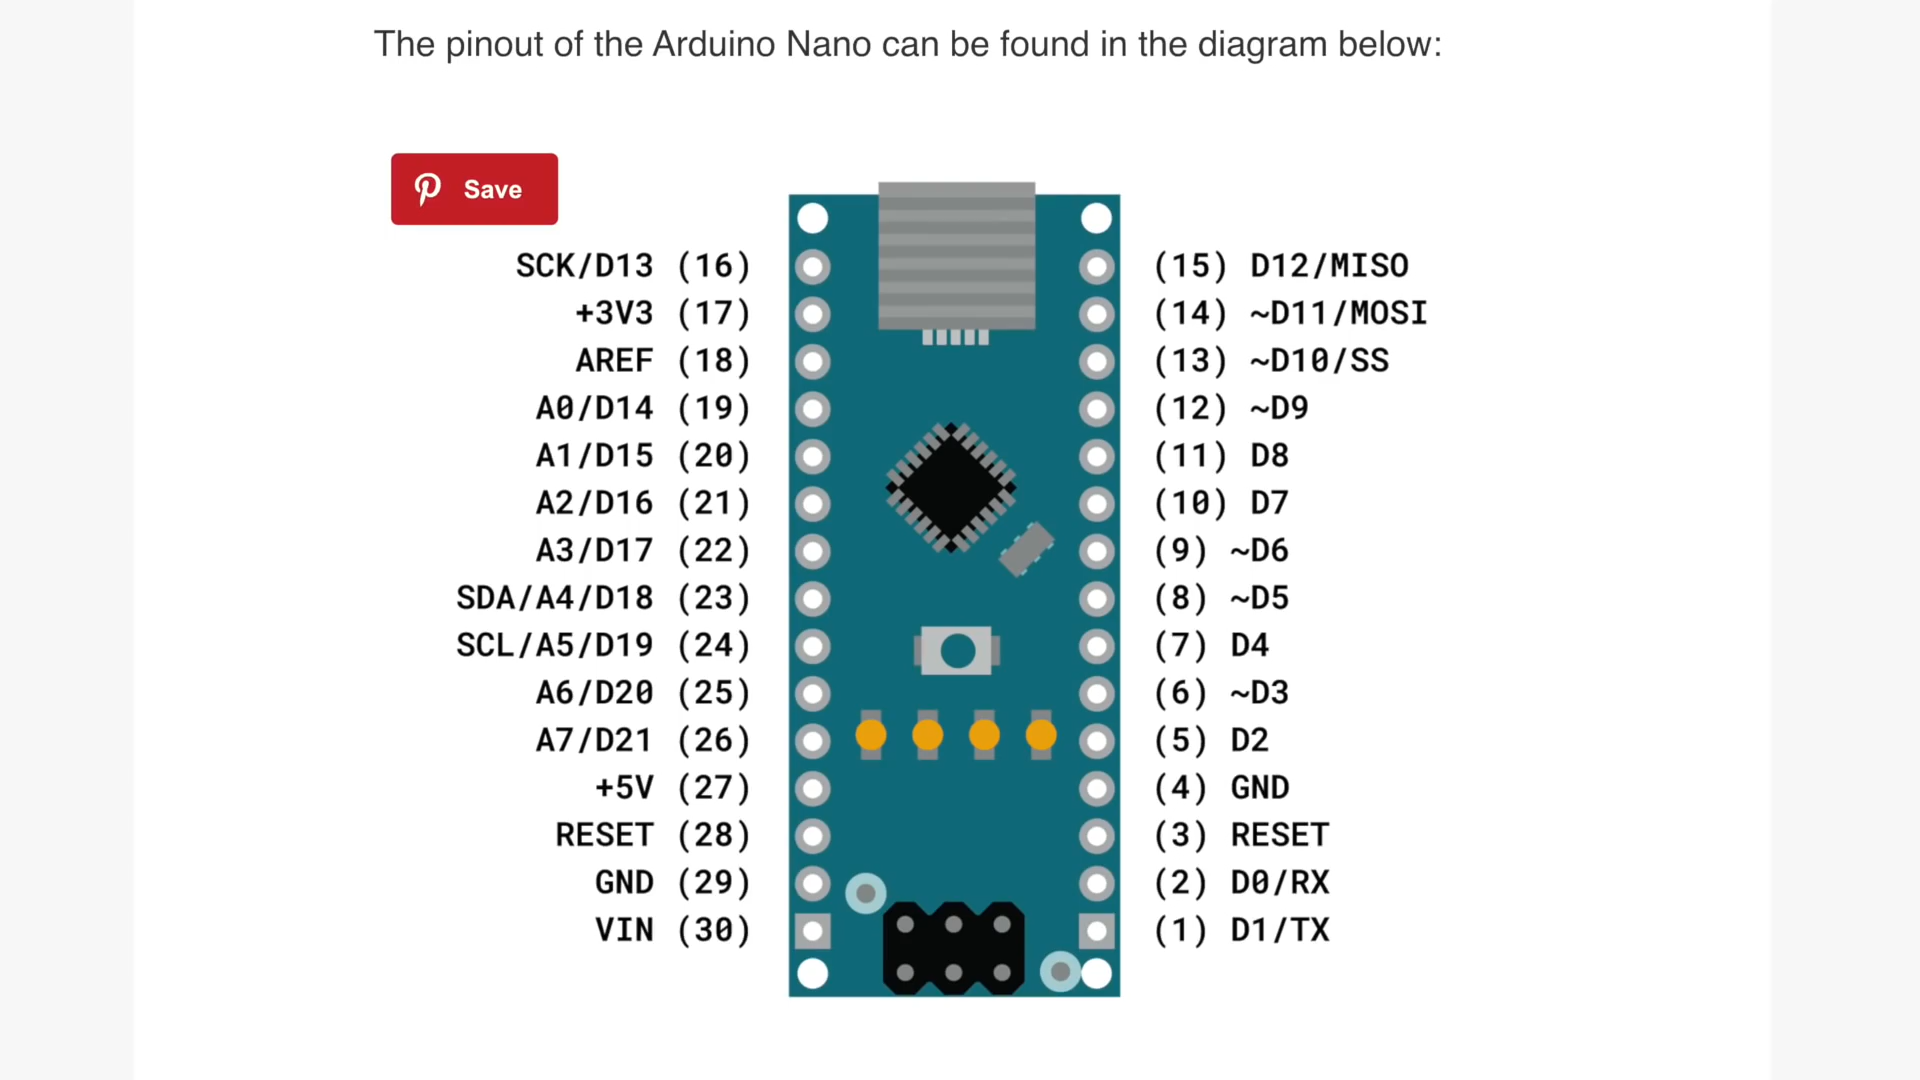 The pinout of the Arduino Nano can be found in the diagram below:
Save
SCK/D13 (16)
+3V3 (17)
AREF (18)
A0/D14 (19)
A1/D15 (20)
A2/D16 (21)
A3/D17 (22)
SDA/A4/D18 (23)
SCL/A5/D19 (24)
A6/D20 (25)
A7/D21 (26)
+5V (27)
RESET (28)
GND (29)
VIN (30)
(15) D12/MISO
(14) ~D11/MOSI
(13) ~D10/SS
(12) ~D9
(11) D8
(10) D7
(9) ~D6
(8) ~D5
(7) D4
(6) ~D3
(5) D2
(4) GND
(3) RESET
(2) D0/RX
(1) D1/TX